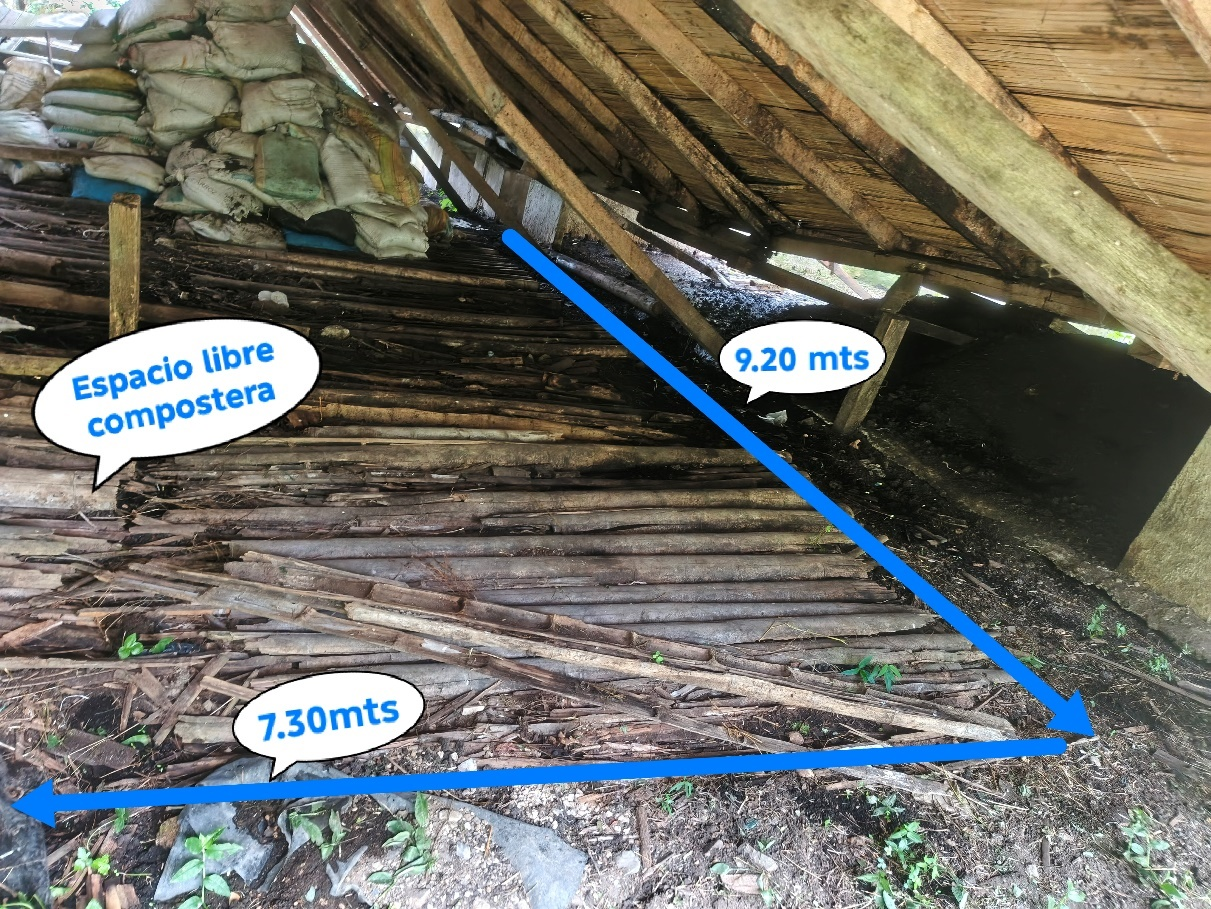 Espacio libre
compostera
9.20 mts
7.30mts